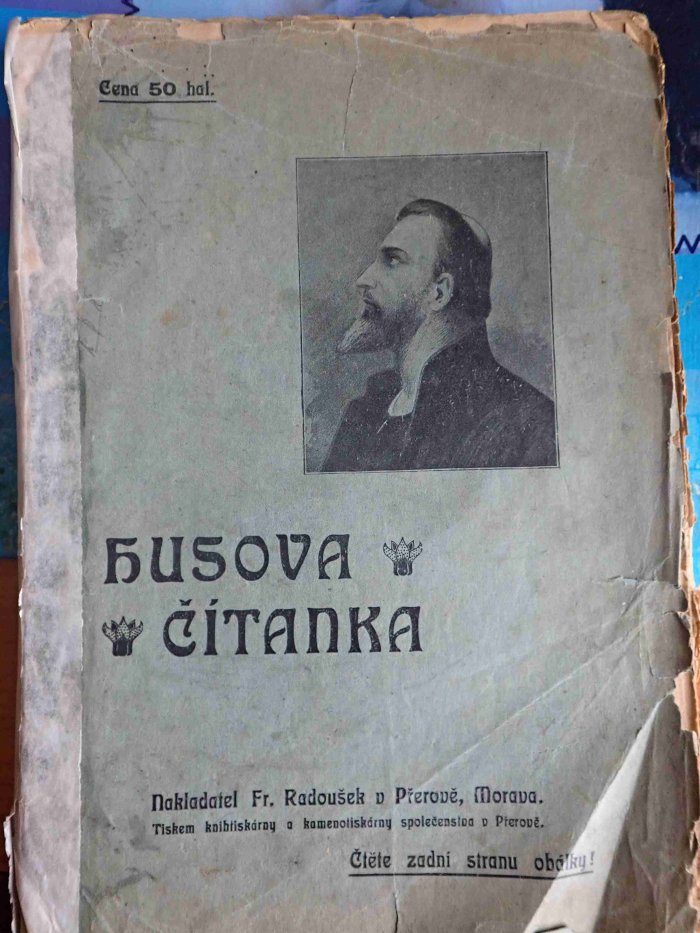 Cena 50 hal.
HUSOVA
ČÍTANKA
Nakladatel Fr. Radoušek v Přerově, Morava.
Tiskem knihtiskárny a kamenotiskárny společenstva v Přerově.
Čtěte zadní stranu obálky!